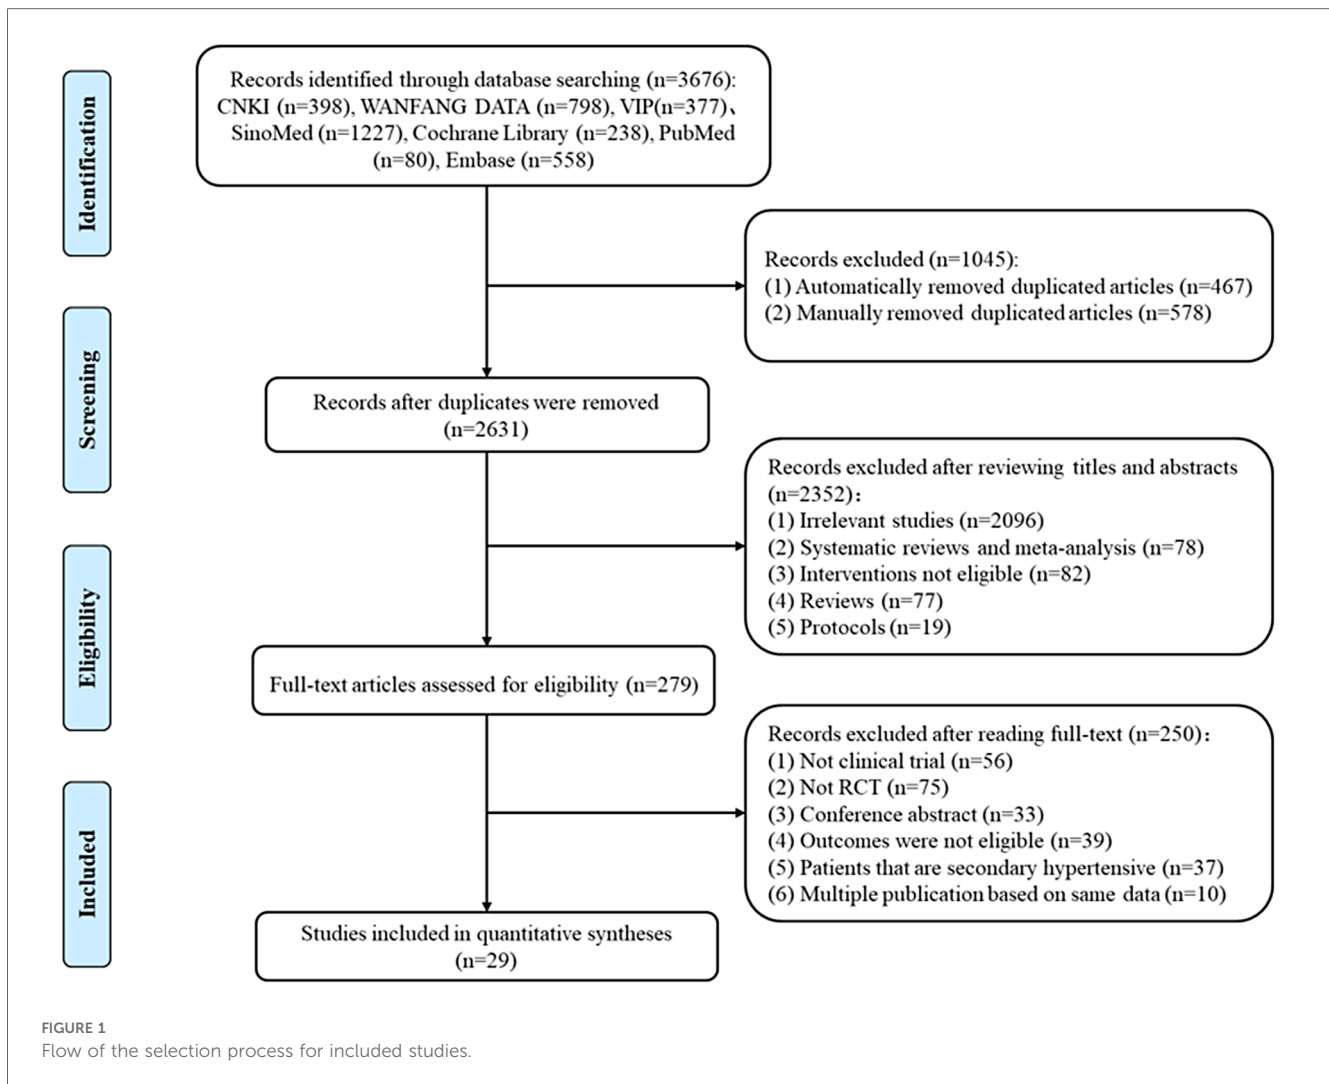 Identification
Records identified through database searching (n=3676):
CNKI (n=398), WANFANG DATA (n=798), VIP(n=377)、
SinoMed (n=1227), Cochrane Library (n=238), PubMed
(n=80), Embase (n=558)
Records excluded (n=1045):
(1) Automatically removed duplicated articles (n=467)
(2) Manually removed duplicated articles (n=578)
Screening
Records after duplicates were removed
(n=2631)
Records excluded after reviewing titles and abstracts
(n=2352)：
(1) Irrelevant studies (n=2096)
(2) Systematic reviews and meta-analysis (n=78)
(3) Interventions not eligible (n=82)
(4) Reviews (n=77)
(5) Protocols (n=19)
Eligibility
Full-text articles assessed for eligibility (n=279)
Records excluded after reading full-text (n=250)：
(1) Not clinical trial (n=56)
(2) Not RCT (n=75)
(3) Conference abstract (n=33)
(4) Outcomes were not eligible (n=39)
(5) Patients that are secondary hypertensive (n=37)
(6) Multiple publication based on same data (n=10)
Included
Studies included in quantitative syntheses
(n=29)
FIGURE 1
Flow of the selection process for included studies.